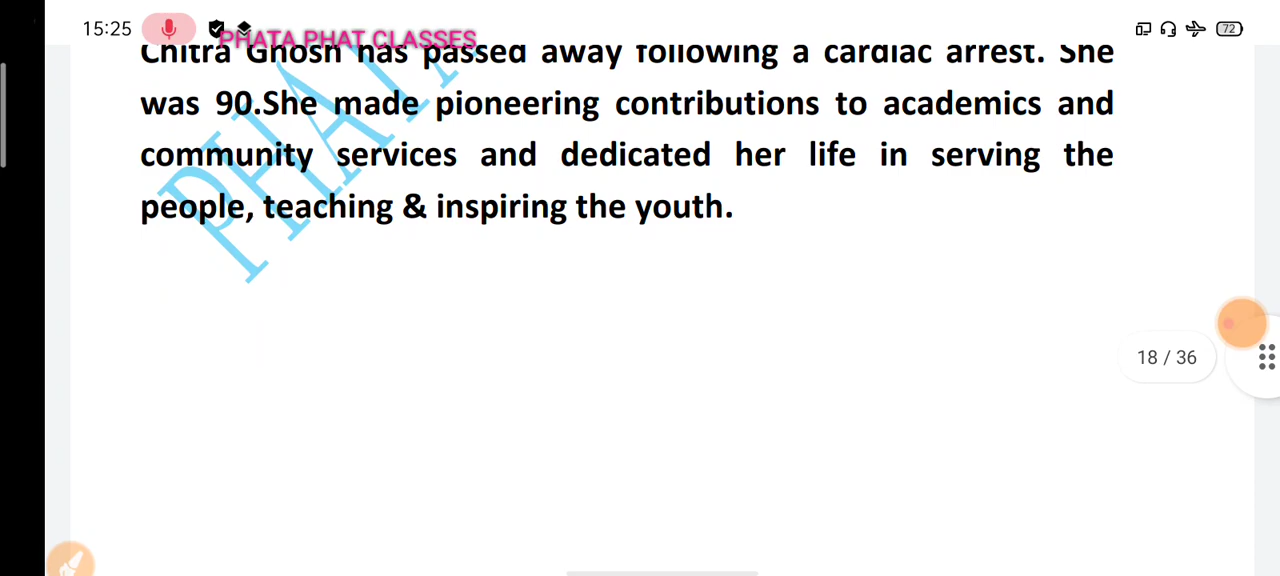 15:25
72
PHATA PHAT CLASSES
Chitra Ghosh has passed away following a cardiac arrest. She
was 90.She made pioneering contributions to academics and
community services and dedicated her life in serving the
people, teaching & inspiring the youth.
18 / 36